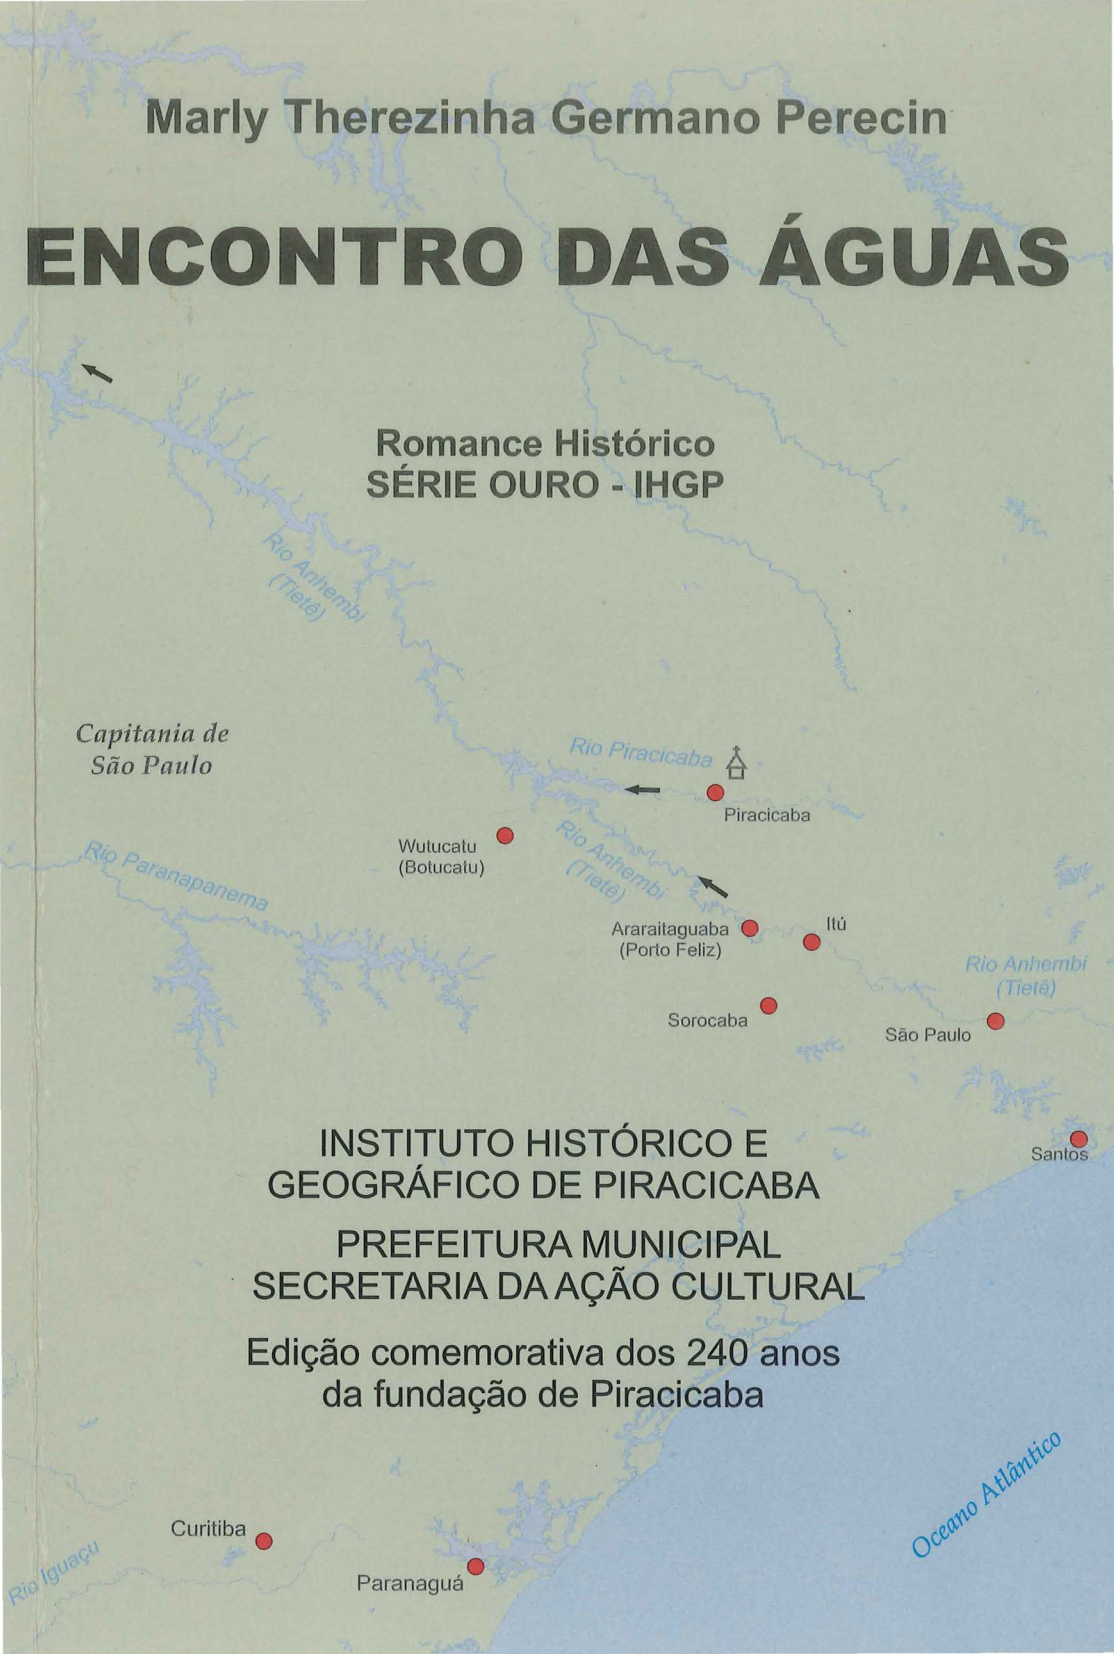 Marly Therezinha Germano Perecin
ENCONTRO DAS ÁGUAS
Romance Histórico
SÉRIE OURO - IHGP
Rio Anhembi
(Tietê)
Capitania de
São Paulo
Rio Piracicaba
Piracicaba
Wutucatu
(Botucatu)
Rio Anhembi
(Tietê)
Rio Paranapanema
Araraitaguaba
(Porto Feliz)
Itú
Rio Anhembi
(Tietê)
Sorocaba
São Paulo
INSTITUTO HISTÓRICO E
GEOGRÁFICO DE PIRACICABA
Santos
PREFEITURA MUNICIPAL
SECRETARIA DA AÇÃO CULTURAL
Edição comemorativa dos 240 anos
da fundação de Piracicaba
Oceano Atlântico
Curitiba
Rio Iguaçu
Paranaguá